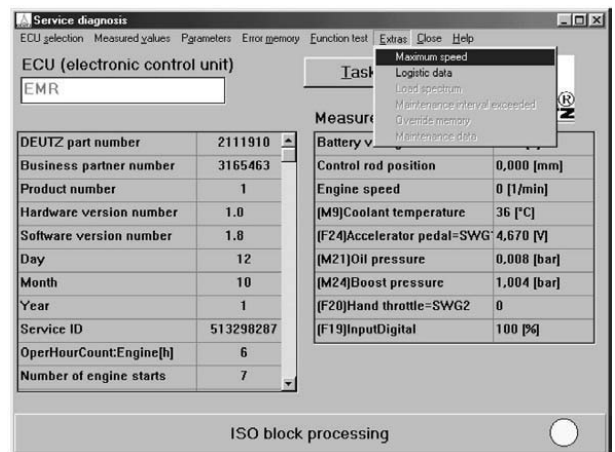 Service diagnosis
ECU selection Measured values Parameters Error memory Function test Extras Close Help
Maximum speed
Logistic data
Load spectrum
Maintenance interval exceeded
Override memory
Maintenance data
ECU (electronic control unit)
EMR
Task
®
Measure
DEUTZ part number 2111910
Business partner number 3165463
Product number 1
Hardware version number 1.0
Software version number 1.8
Day 12
Month 10
Year 1
Service ID 513298287
OperHourCount:Engine[h] 6
Number of engine starts 7
Battery v
Control rod position 0,000 [mm]
Engine speed 0 [1/min]
(M9)Coolant temperature 36 [°C]
(F24)Accelerator pedal=SWG 4,670 [V]
(M21)Oil pressure 0,008 [bar]
(M24)Boost pressure 1,004 [bar]
(F20)Hand throttle=SWG2 0
(F19)InputDigital 100 [%]
ISO block processing